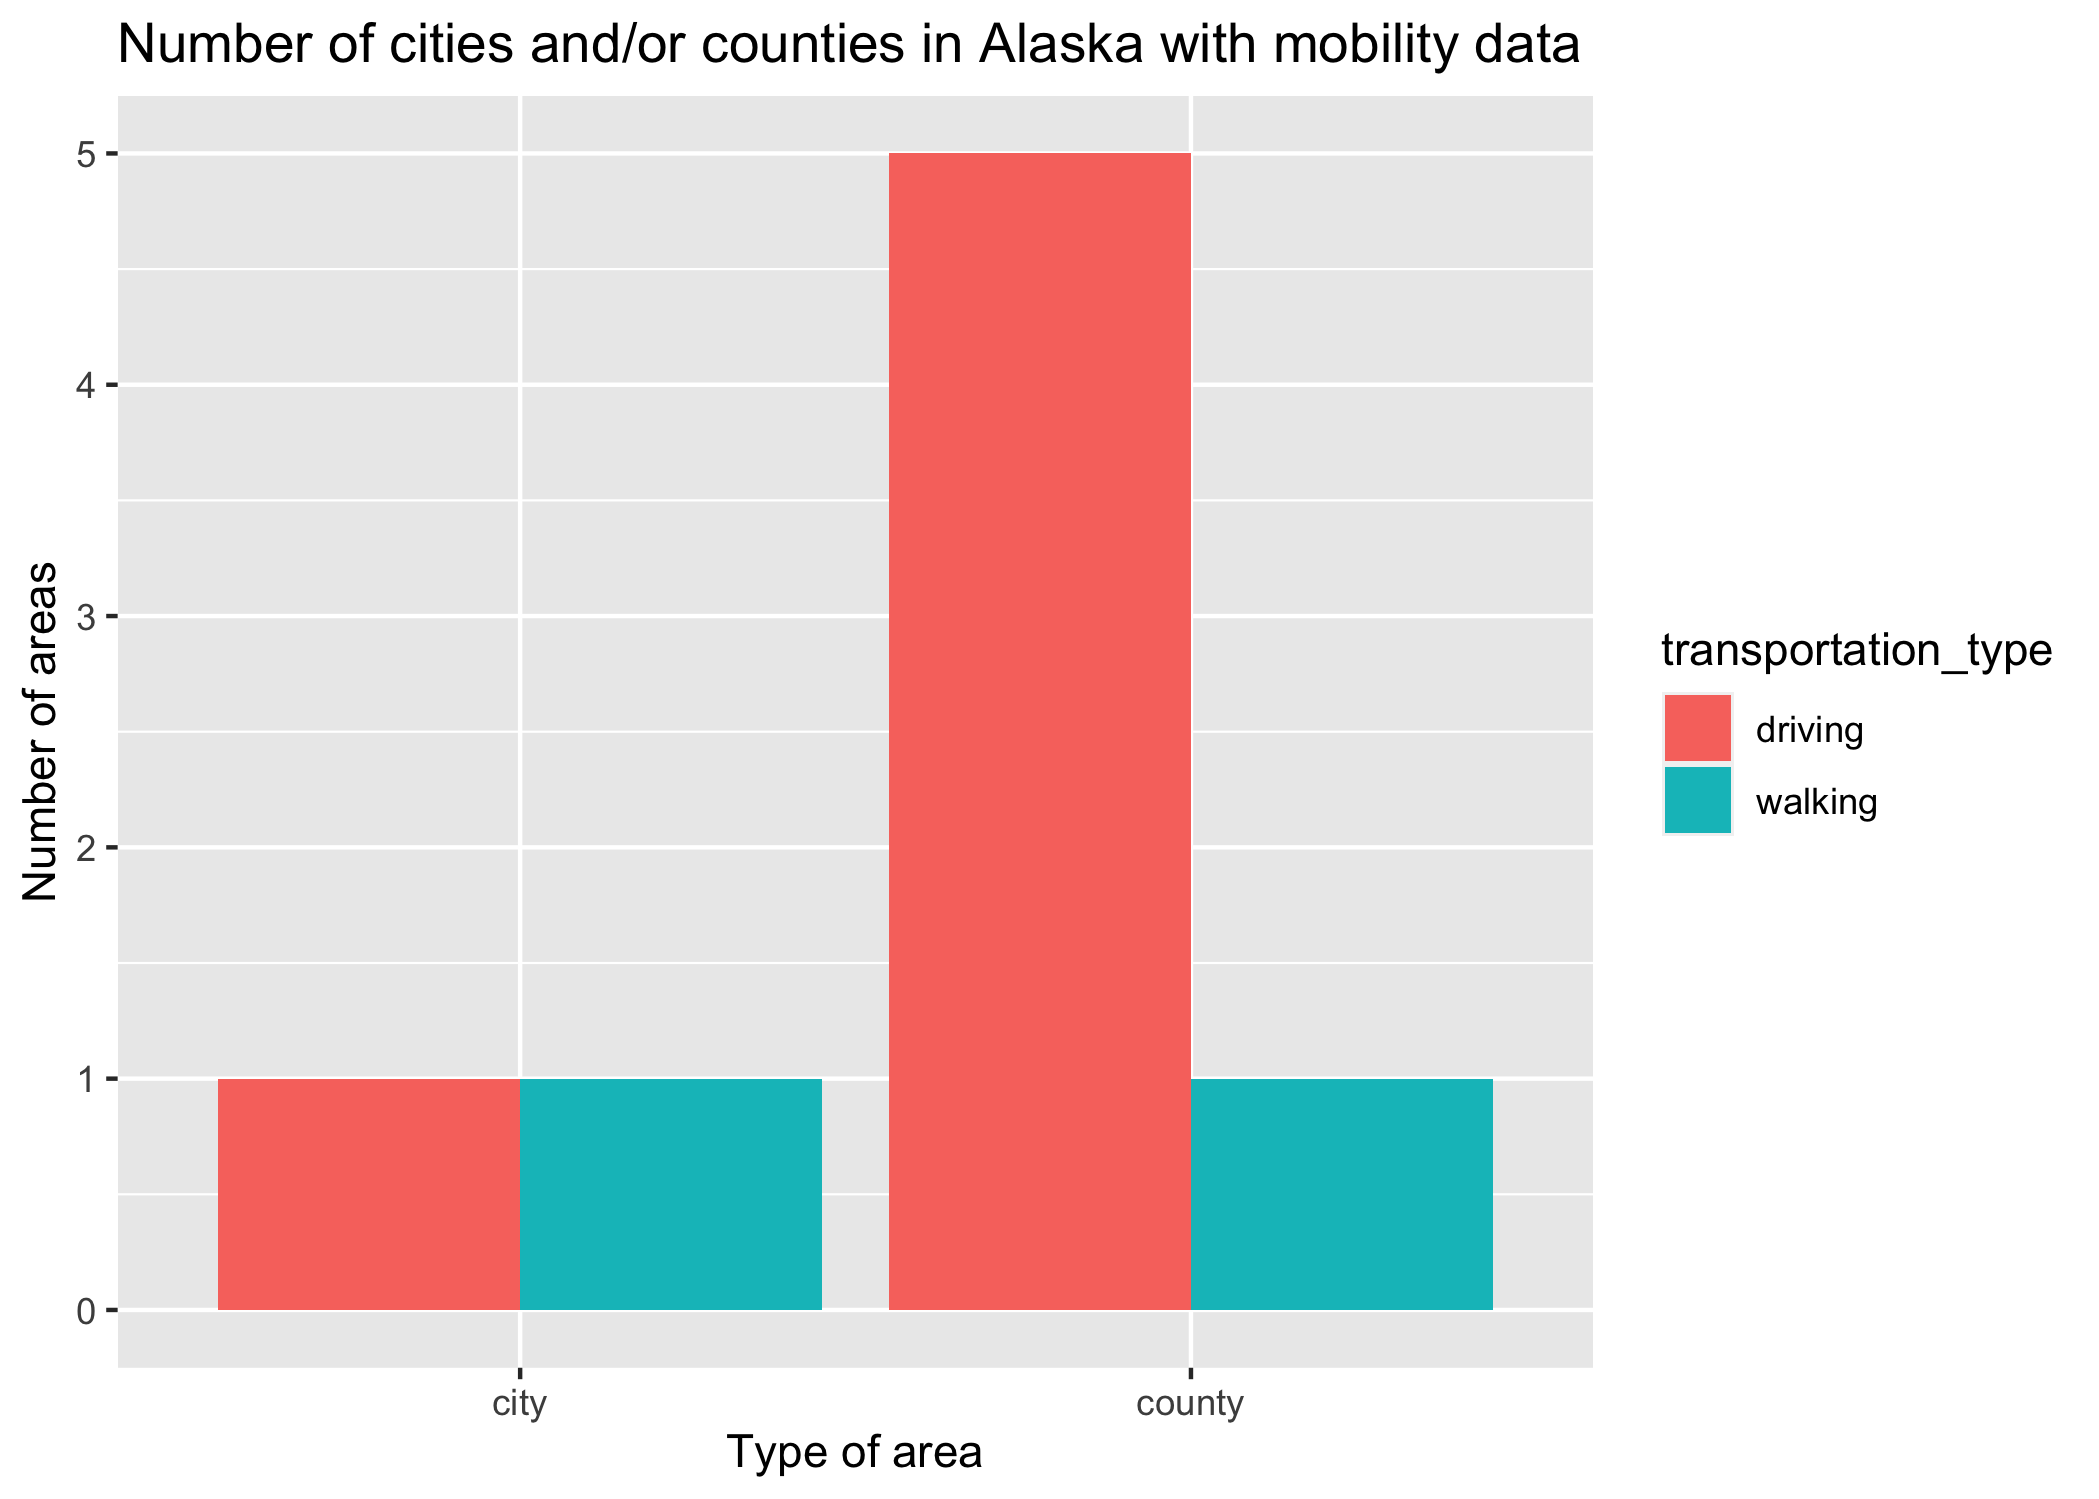 Number of cities and/or counties in Alaska with mobility data
Number of areas
5
4
3
2
1
0
city
county
Type of area
transportation_type
driving
walking